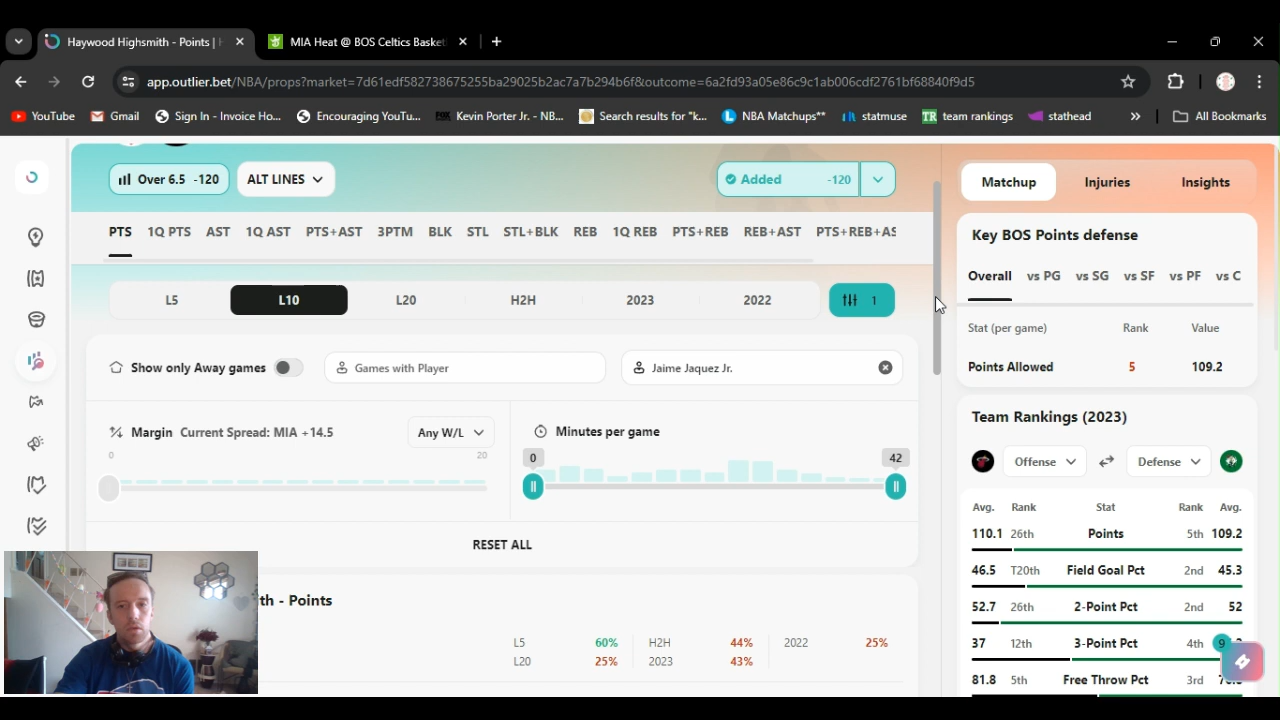 Haywood Highsmith - Points | H
MIA Heat @ BOS Celtics Basket
app.outlier.bet/NBA/props?market=7d61edf582738675255ba29025b2ac7a7b294b6f&outcome=6a2fd93a05e86c9c1ab006cdf2761bf68840f9d5
YouTube
Gmail
Sign In - Invoice Ho...
Encouraging YouTu...
FOX Kevin Porter Jr. - NB...
Search results for "k...
NBA Matchups**
statmuse
TR team rankings
stathead
»
All Bookmarks
Over 6.5 -120
ALT LINES
Added -120
PTS 1Q PTS AST 1Q AST PTS+AST 3PTM BLK STL STL+BLK REB 1Q REB PTS+REB REB+AST PTS+REB+AS
L5 L10 L20 H2H 2023 2022 1
Show only Away games
Games with Player
Jaime Jaquez Jr.
Margin Current Spread: MIA +14.5
Any W/L
0 20
Minutes per game
0 42
RESET ALL
th - Points
L5 60% H2H 44% 2022 25%
L20 25% 2023 43%
Matchup Injuries Insights
Key BOS Points defense
Overall vs PG vs SG vs SF vs PF vs C
Stat (per game) Rank Value
Points Allowed 5 109.2
Team Rankings (2023)
Offense Defense
Avg. Rank Stat Rank Avg.
110.1 26th Points 5th 109.2
46.5 T20th Field Goal Pct 2nd 45.3
52.7 26th 2-Point Pct 2nd 52
37 12th 3-Point Pct 4th
9
81.8 5th Free Throw Pct 3rd